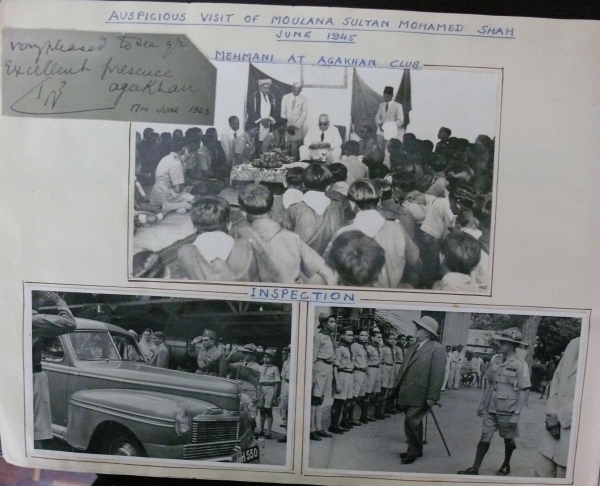 AUSPICIOUS VISIT OF MOULANA SULTAN MOHAMED SHAH
JUNE 1945
very pleased to see yr
Excellent presence
agaKhan
17TH JUNE 1945
MEHMANI AT AGAKHAN CLUB.
INSPECTION
550